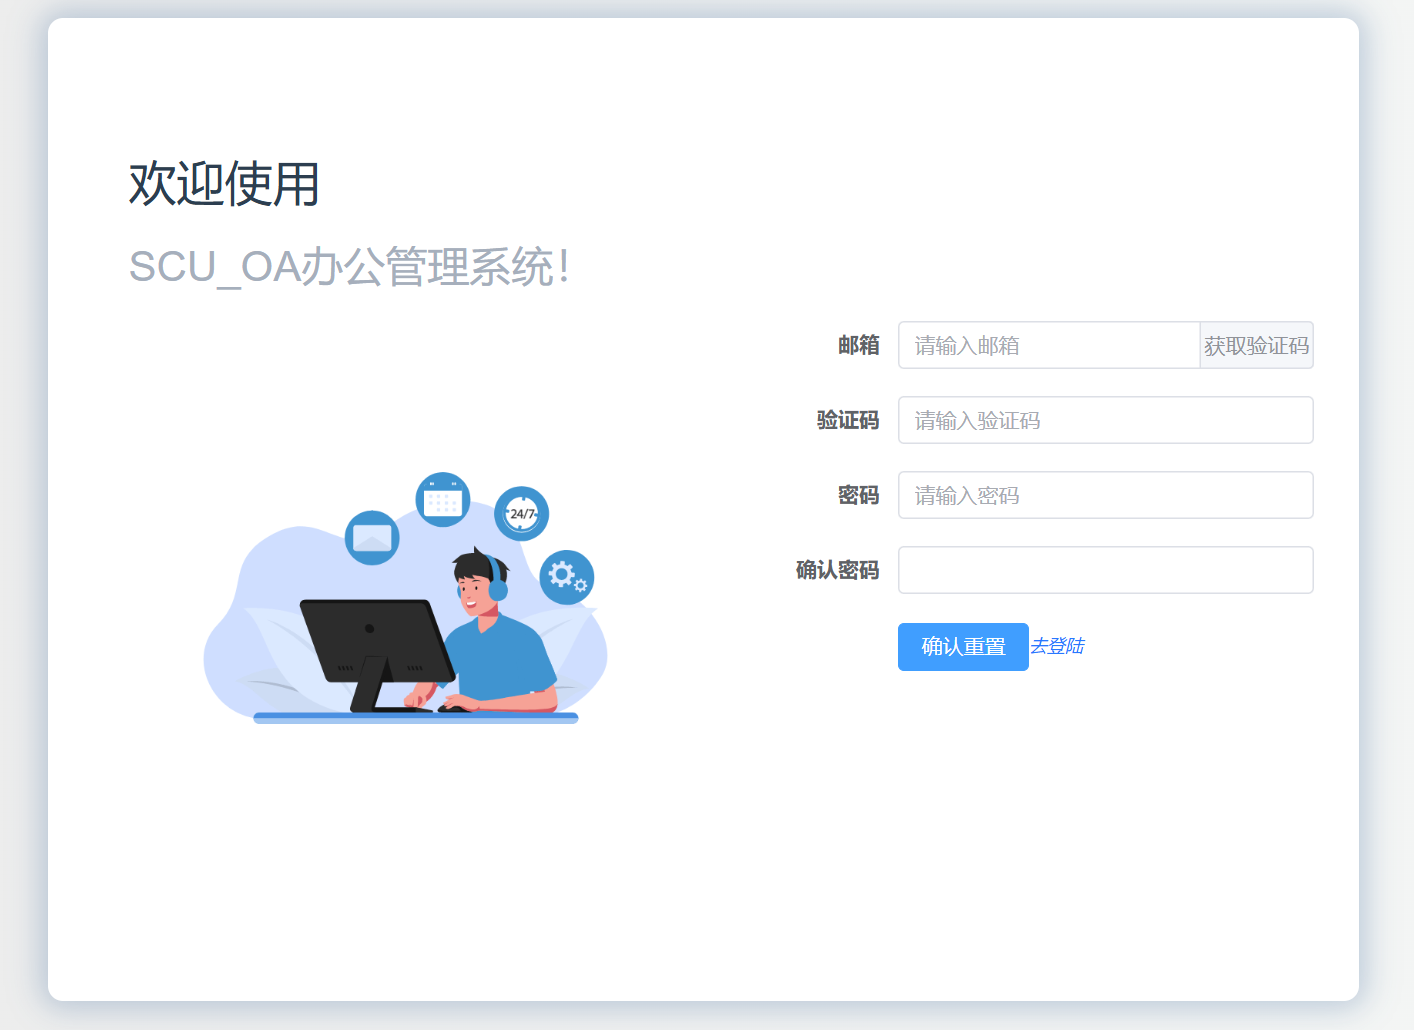 欢迎使用
SCU_OA办公管理系统！
邮箱 请输入邮箱 获取验证码
验证码 请输入验证码
密码 请输入密码
确认密码
确认重置 去登陆
24/7